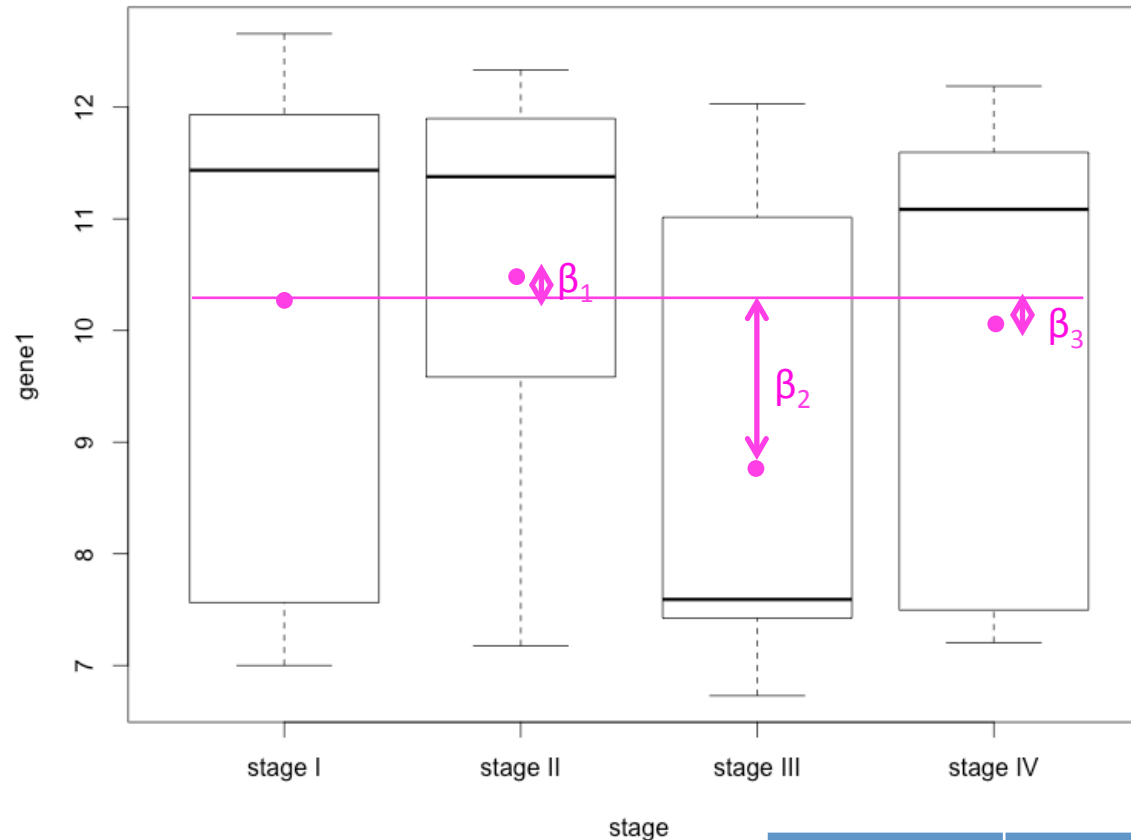 12
11
10
9
8
7
gene1
β1
β2
β3
stage I
stage II
stage III
stage IV
stage